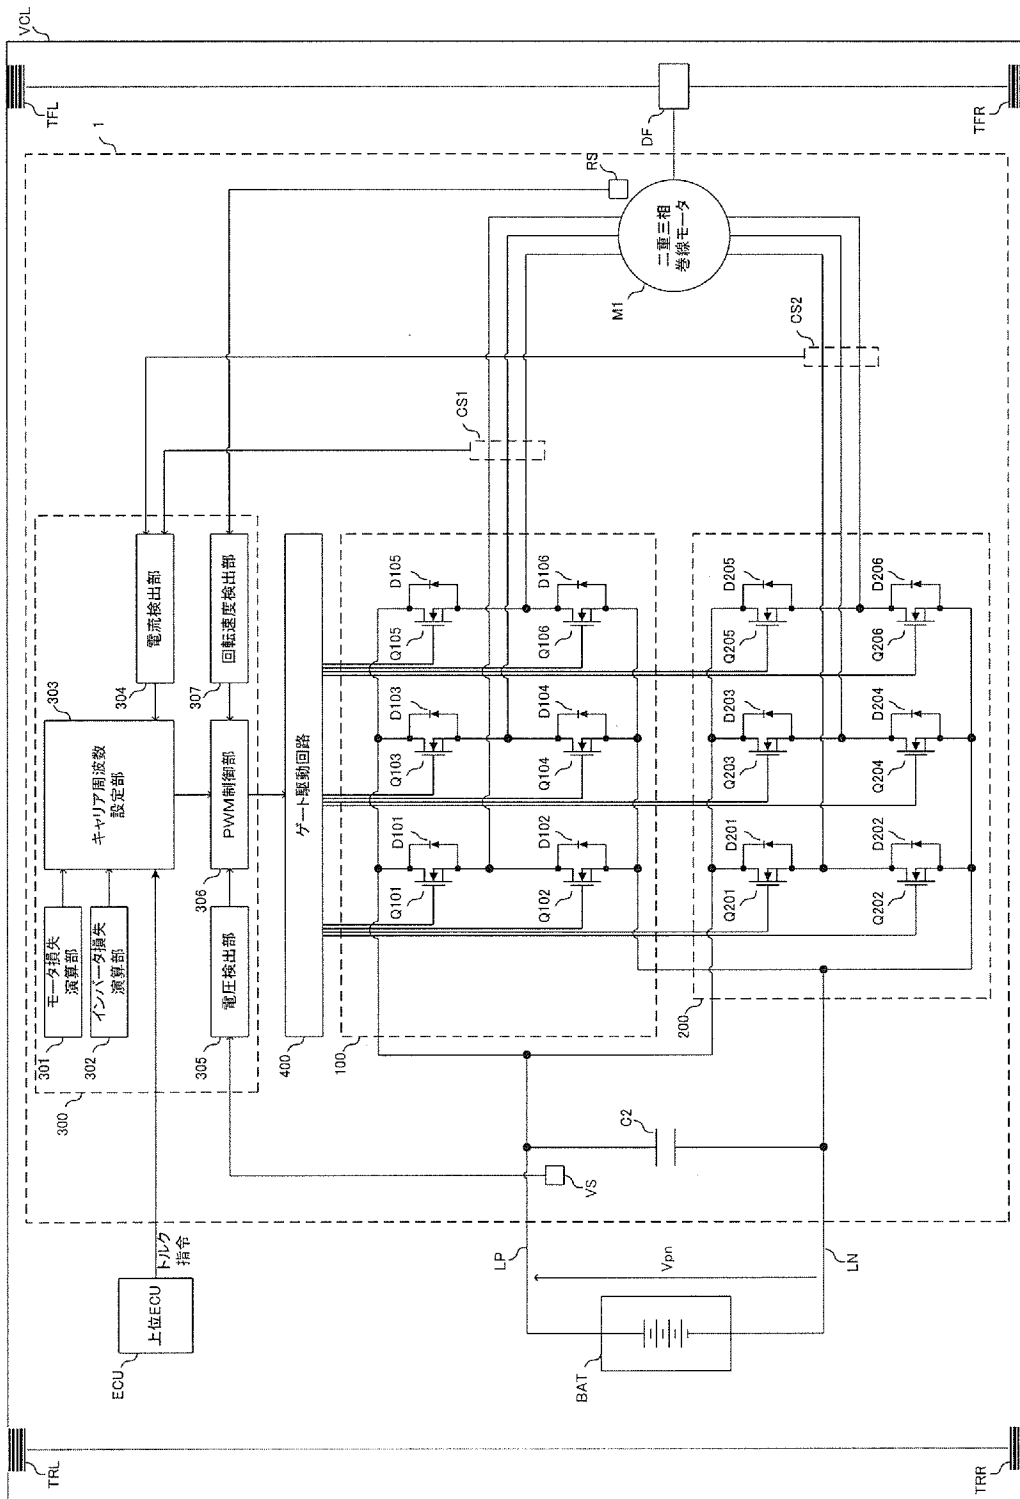 VCL
TFL
TFR
DF
1
RS
二重三相
巻線モータ
M1
CS1
CS2
電流検出部
304
回転速度検出部
307
303
キャリア周波数
設定部
PWM制御部
306
モータ損失
演算部
301
インバータ損失
演算部
302
電圧検出部
305
300
ゲート駆動回路
400
100
Q101
D101
Q102
D102
Q103
D103
Q104
D104
Q105
D105
Q106
D106
200
Q201
D201
Q202
D202
Q203
D203
Q204
D204
Q205
D205
Q206
D206
C2
VS
LP
LN
Vpn
BAT
上位ECU
ECU
トルク
指令
TRL
TRR